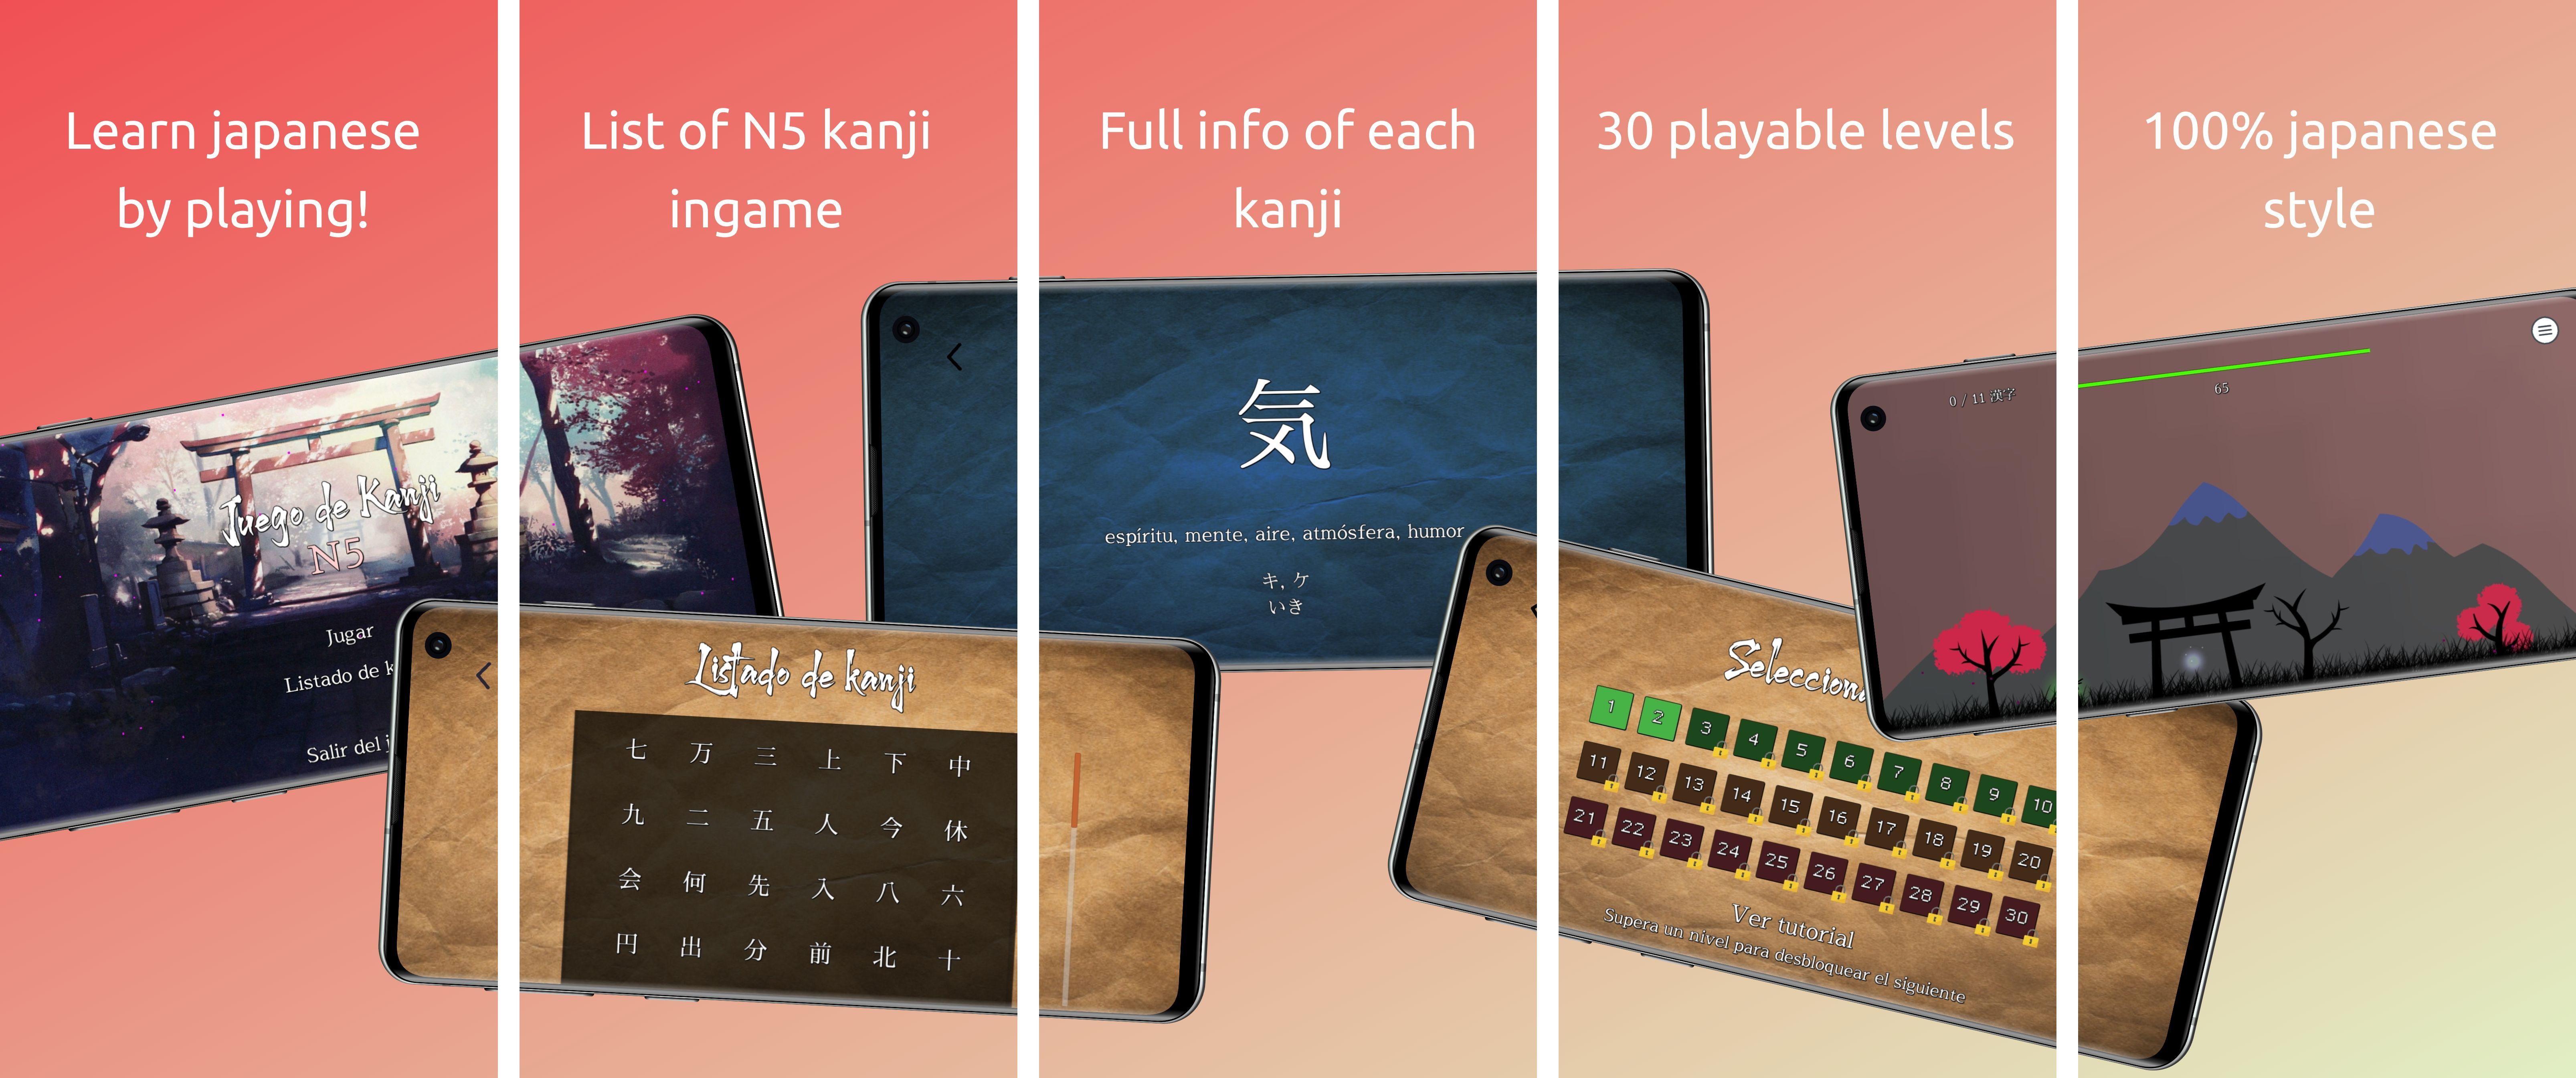 Learn japanese
by playing!
Juego de Kanji
N5
Jugar
Listado de k
Salir del j
List of N5 kanji
ingame
Listado de kanji
七 万 三 上 下 中
九 二 五 人 今 休
会 何 先 入 八 六
円 出 分 前 北 十
Full info of each
kanji
気
espíritu, mente, aire, atmósfera, humor
キ, ケ
いき
30 playable levels
Selecciona
1 2 3 4 5 6 7 8 9 10
11 12 13 14 15 16 17 18 19 20
21 22 23 24 25 26 27 28 29 30
Ver tutorial
Supera un nivel para desbloquear el siguiente
100% japanese
style
0 / 11 漢字
65